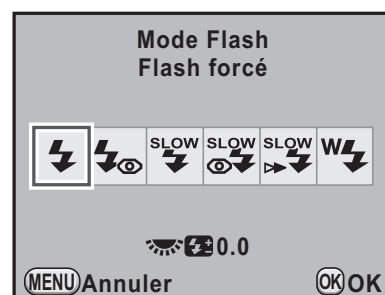 Mode Flash
Flash forcé
SLOW SLOW SLOW W
0.0
MENU Annuler OK OK